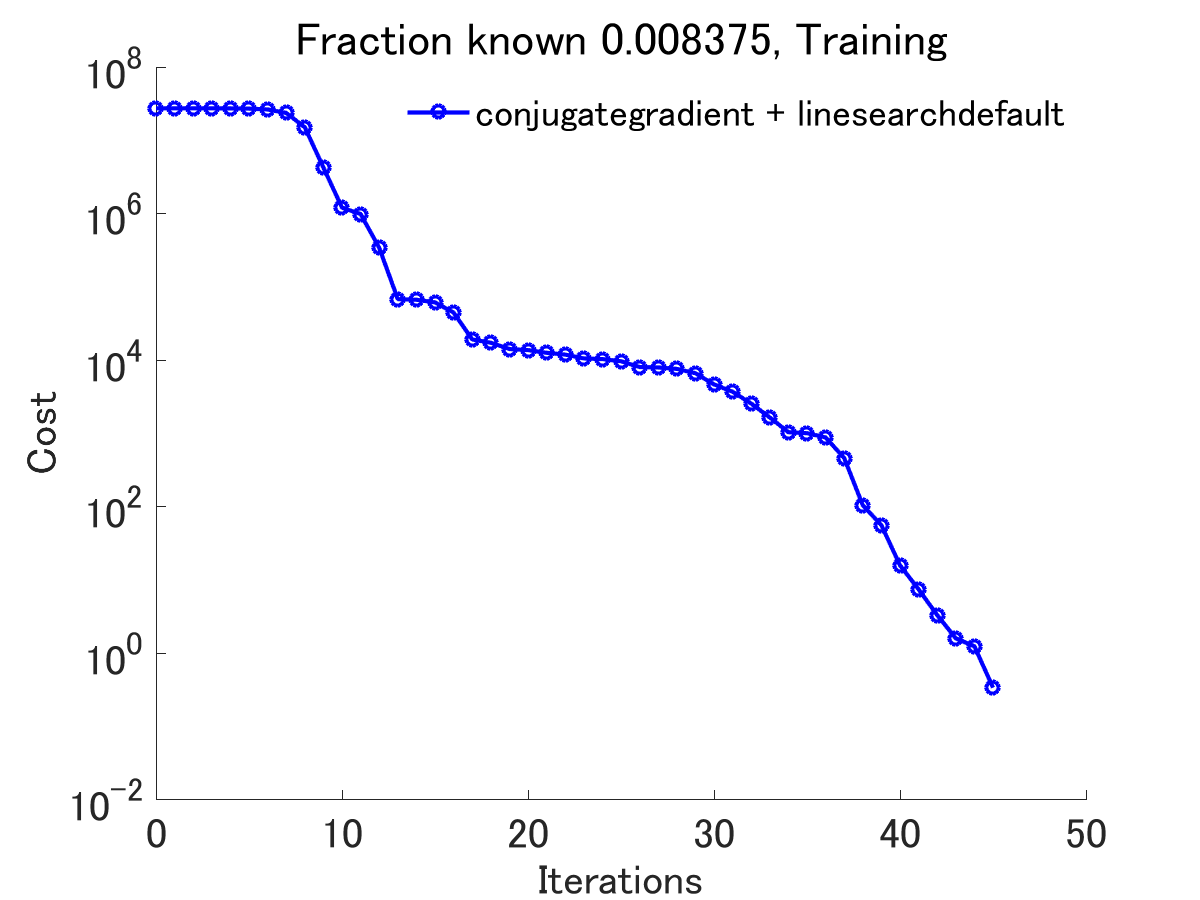 Fraction known 0.008375, Training
conjugategradient + linesearchdefault
Cost
10^8
10^6
10^4
10^2
10^0
10^-2
0 10 20 30 40 50
Iterations